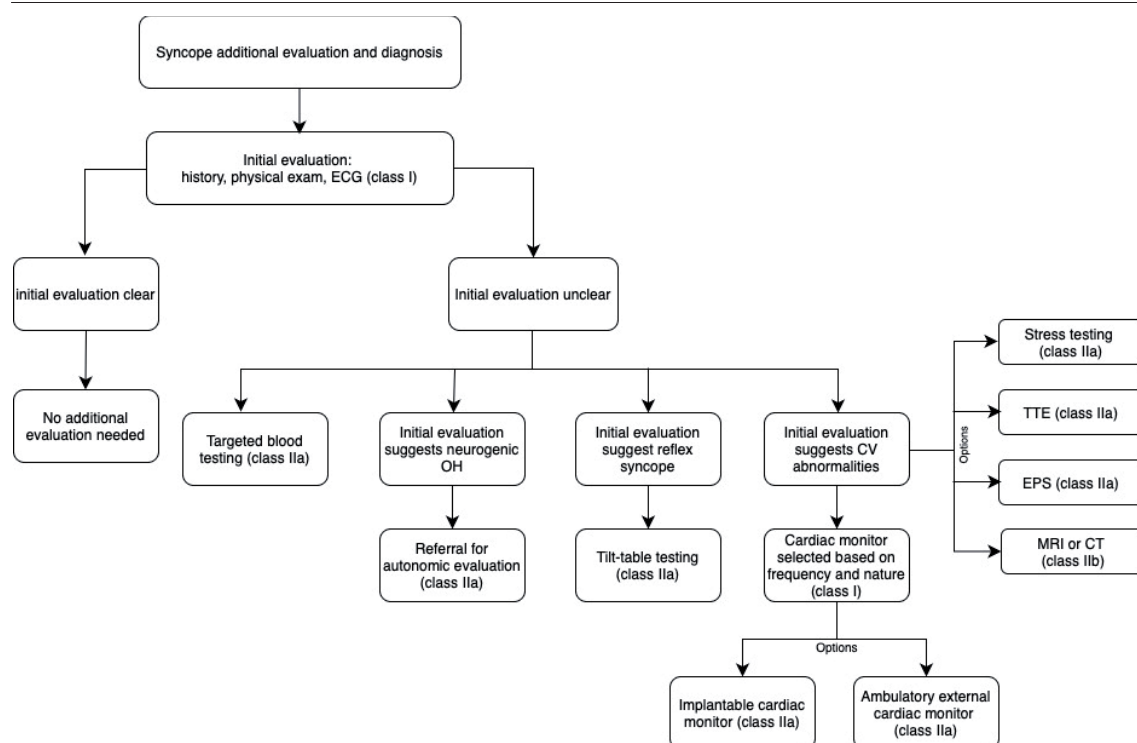 Syncope additional evaluation and diagnosis
Initial evaluation:
history, physical exam, ECG (class I)
initial evaluation clear
Initial evaluation unclear
No additional
evaluation needed
Targeted blood
testing (class IIa)
Initial evaluation
suggests neurogenic
OH
Initial evaluation
suggest reflex
syncope
Initial evaluation
suggests CV
abnormalities
Options
Stress testing
(class IIa)
TTE (class IIa)
EPS (class IIa)
MRI or CT
(class IIb)
Referral for
autonomic evaluation
(class IIa)
Tilt-table testing
(class IIa)
Cardiac monitor
selected based on
frequency and nature
(class I)
Options
Implantable cardiac
monitor (class IIa)
Ambulatory external
cardiac monitor
(class IIa)